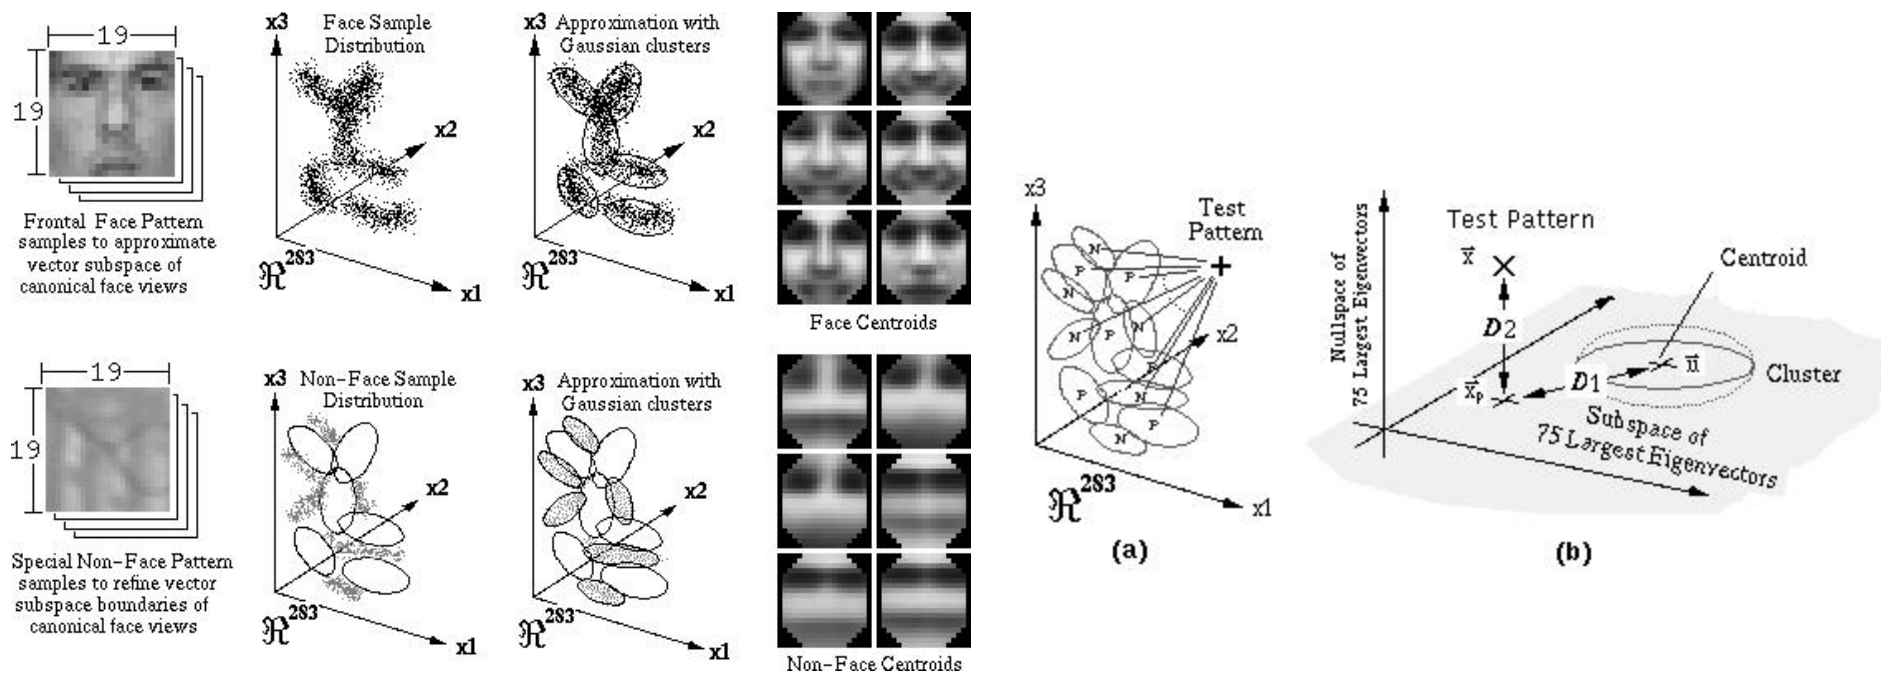 19
19
Frontal Face Pattern
samples to approximate
vector subspace of
canonical face views
x3
Face Sample
Distribution
x2
ℜ283
x1
x3
Approximation with
Gaussian clusters
x2
ℜ283
x1
Face Centroids
19
19
Special Non-Face Pattern
samples to refine vector
subspace boundaries of
canonical face views
x3
Non-Face Sample
Distribution
x2
ℜ283
x1
x3
Approximation with
Gaussian clusters
x2
ℜ283
x1
Non-Face Centroids
x3
Test
Pattern
N
P
P
N
N
P
N
x2
P
P
N
P
N
ℜ283
x1
(a)
Nullspace of
75 Largest Eigenvectors
Test Pattern
x⃗
D2
x⃗p
D1
Centroid
u⃗
Cluster
Subspace of
75 Largest Eigenvectors
(b)